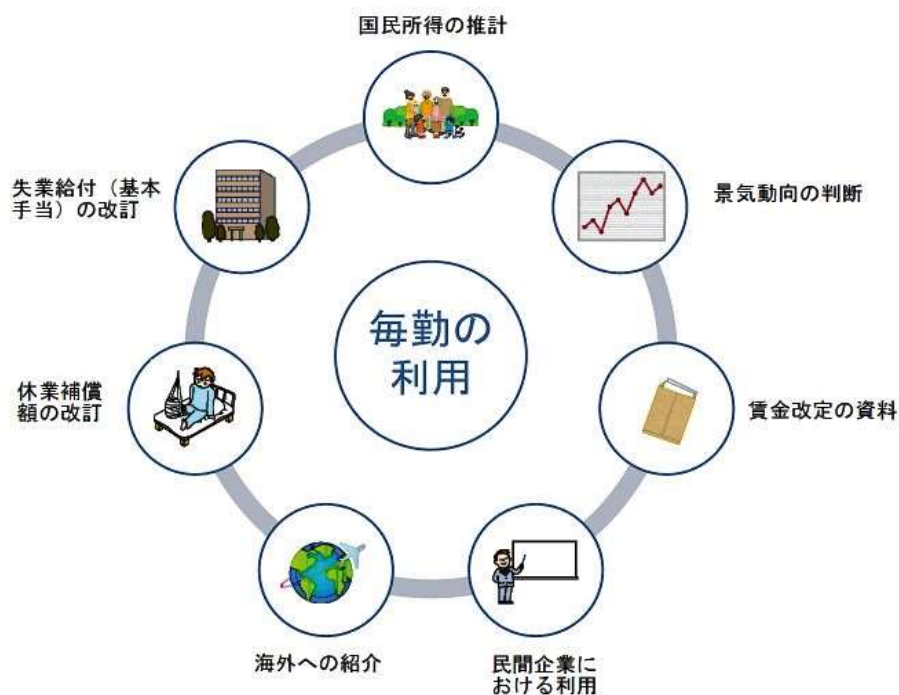 国民所得の推計
景気動向の判断
賃金改定の資料
民間企業に
おける利用
海外への紹介
休業補償
額の改訂
失業給付（基本
手当）の改訂
毎勤の
利用